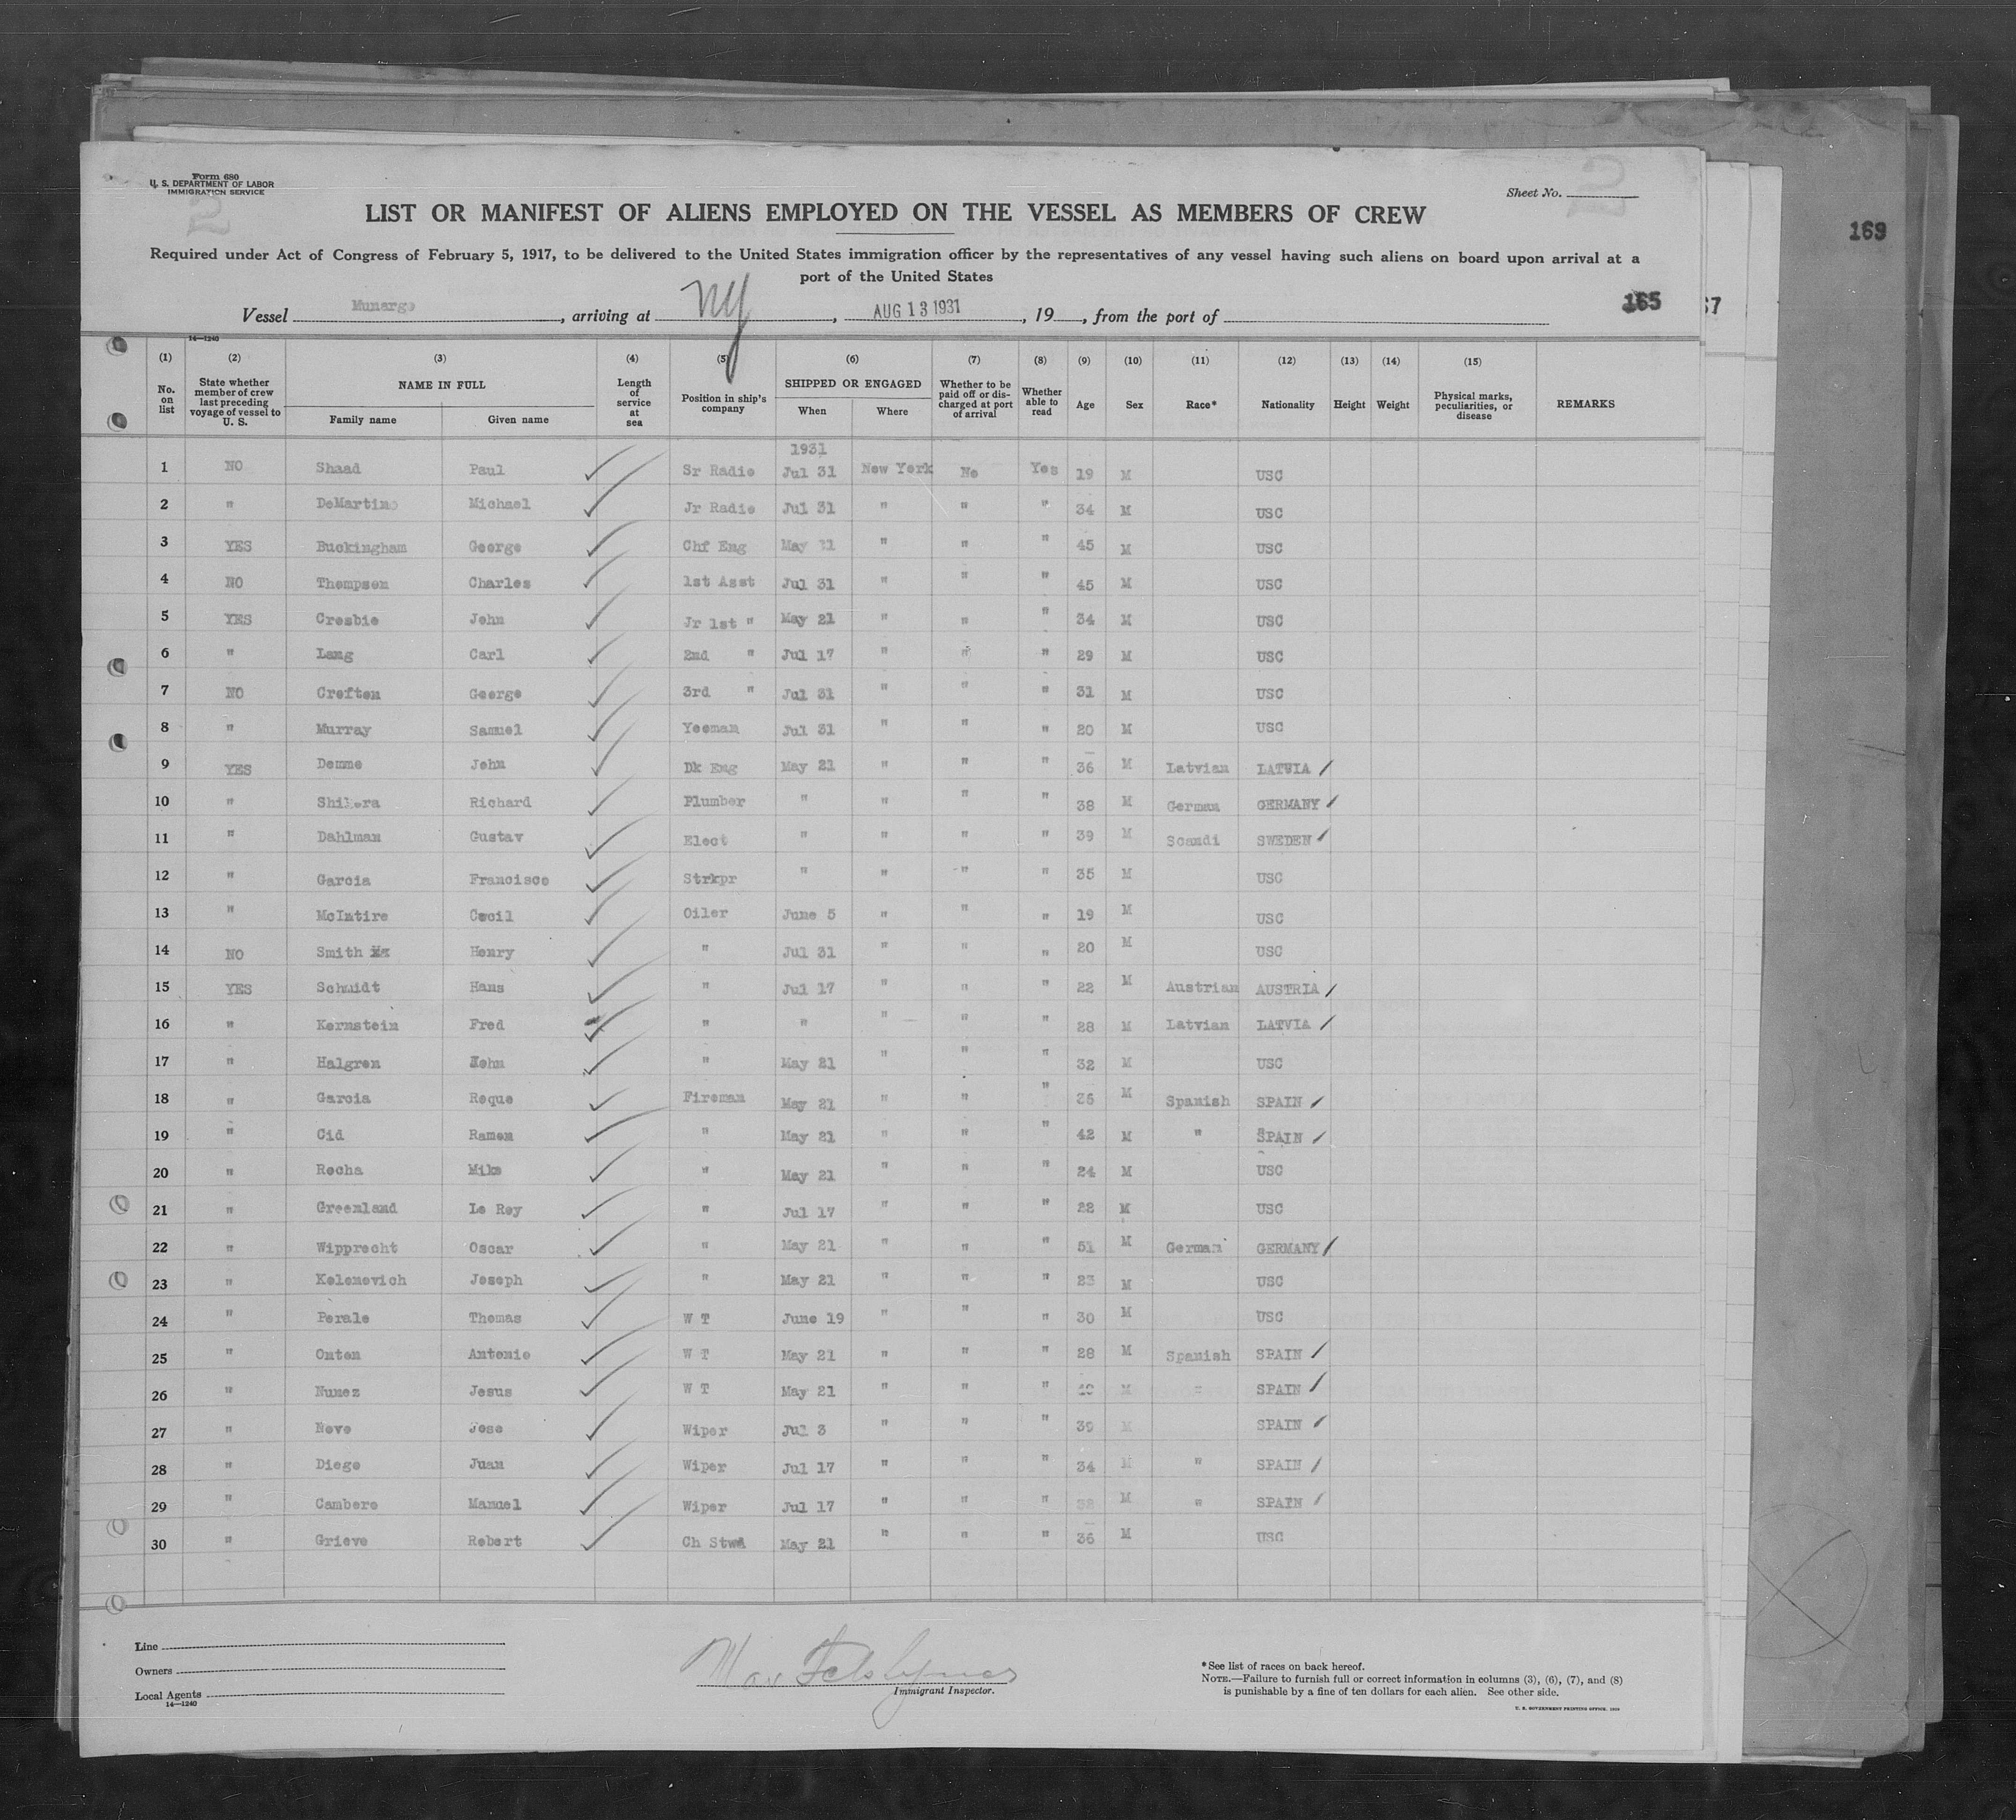 Form 680
U. S. DEPARTMENT OF LABOR
IMMIGRATION SERVICE
Sheet No.
LIST OR MANIFEST OF ALIENS EMPLOYED ON THE VESSEL AS MEMBERS OF CREW
169
Required under Act of Congress of February 5, 1917, to be delivered to the United States immigration officer by the representatives of any vessel having such aliens on board upon arrival at a
port of the United States
Vessel Munargo, arriving at NY, AUG 13 1931, 19, from the port of
165
67
14—1240
(1) (2) (3) (4) (5) (6) (7) (8) (9) (10) (11) (12) (13) (14) (15)
No. on list State whether member of crew last preceding voyage of vessel to U. S. NAME IN FULL Family name Given name Length of service at sea Position in ship's company SHIPPED OR ENGAGED When Where Whether to be paid off or discharged at port of arrival Whether able to read Age Sex Race* Nationality Height Weight Physical marks, peculiarities, or disease REMARKS
1931
1 NO Shaad Paul Sr Radio Jul 31 New York No Yes 19 M USC
2 " DeMartino Michael Jr Radio Jul 31 " " " 34 M USC
3 YES Buckingham George Chf Eng May 21 " " " 45 M USC
4 NO Thompson Charles 1st Asst Jul 31 " " " 45 M USC
5 YES Crosbie John Jr 1st " May 21 " " " 34 M USC
6 " Lang Carl 2nd " Jul 17 " " " 29 M USC
7 NO Crofton George 3rd " Jul 31 " " " 31 M USC
8 " Murray Samuel Yeoman Jul 31 " " " 20 M USC
9 YES Demme John Dk Eng May 21 " " " 36 M Latvian LATVIA
10 " Richard Plumber " " " " 38 M German GERMANY
11 " Dahlman Gustav Elect " " " " 39 M Scandi SWEDEN
12 " Garcia Francisco Strkpr " " " " 35 M USC
13 " McIntire Cecil Oiler June 5 " " " 19 M USC
14 NO Smith Henry " Jul 31 " " " 20 M USC
15 YES Schmidt Hans " Jul 17 " " " 22 M Austrian AUSTRIA
16 " Kernstein Fred " " " " " 28 M Latvian LATVIA
17 " Halgren John " May 21 " " " 32 M USC
18 " Garcia Roque Fireman May 21 " " " 36 M Spanish SPAIN
19 " Cid Ramon " May 21 " " " 42 M " SPAIN
20 " Rocha Mike " May 21 " " " 24 M USC
21 " Greenland Le Roy " Jul 17 " " " 28 M USC
22 " Wipprecht Oscar " May 21 " " " 51 M German GERMANY
23 " Kolomovich Joseph " May 21 " " " 23 M USC
24 " Perale Thomas W T June 19 " " " 30 M USC
25 " Onton Antonio W T May 21 " " " 28 M Spanish SPAIN
26 " Nunez Jesus W T May 21 " " " M " SPAIN
27 " Novo Jose Wiper Jul 3 " " " 39 M SPAIN
28 " Diego Juan Wiper Jul 17 " " " 34 M " SPAIN
29 " Cambero Manuel Wiper Jul 17 " " " 38 M " SPAIN
30 " Grieve Robert Ch Stwd May 21 " " " 36 M USC
Line
Owners
Local Agents
14—1240
Immigrant Inspector.
*See list of races on back hereof.
NOTE.—Failure to furnish full or correct information in columns (3), (6), (7), and (8)
is punishable by a fine of ten dollars for each alien. See other side.
U. S. GOVERNMENT PRINTING OFFICE